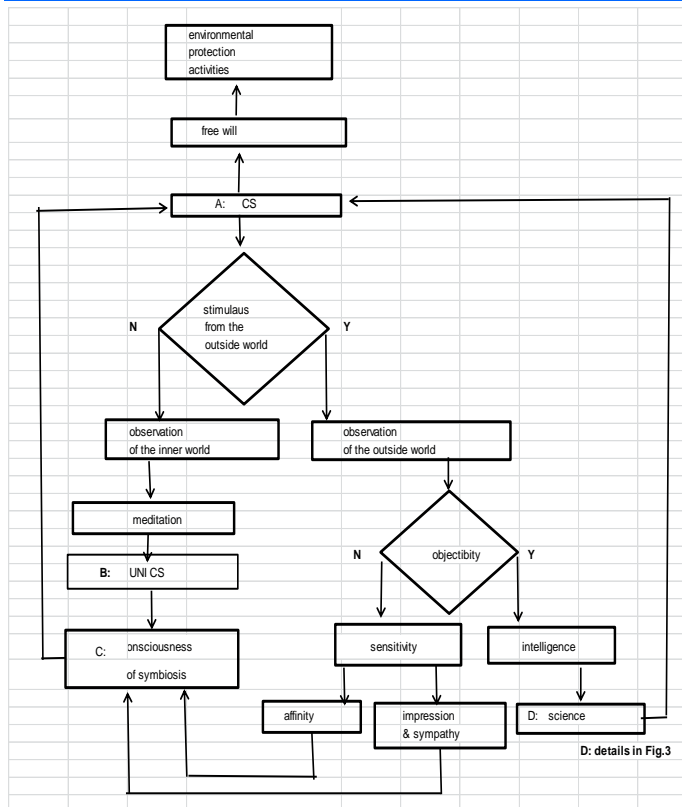 environmental
protection
activities
free will
A: CS
stimulaus
from the
outside world
N
Y
observation
of the inner world
observation
of the outside world
meditation
objectibity
N
Y
B: UNI CS
sensitivity
intelligence
C: onsciousness
of symbiosis
affinity
impression
& sympathy
D: science
D: details in Fig.3